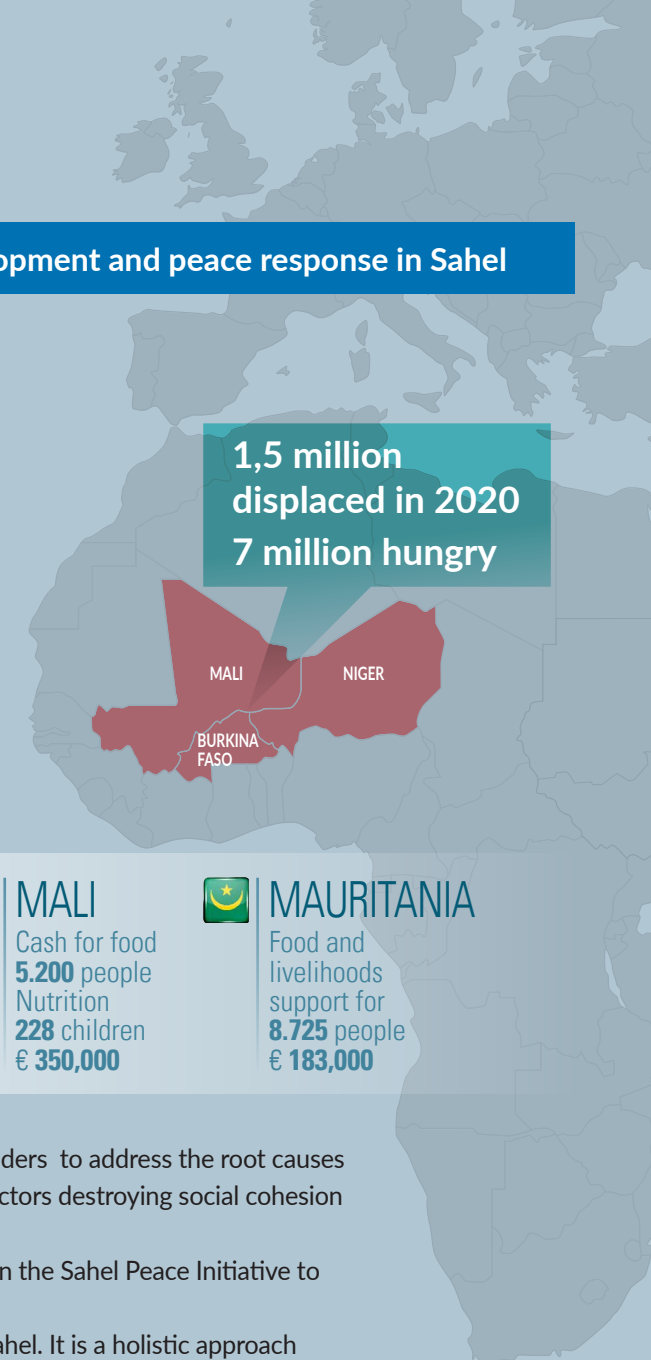 opment and peace response in Sahel
1,5 million
displaced in 2020
7 million hungry
MALI
NIGER
BURKINA
FASO
MALI
Cash for food
5.200 people
Nutrition
228 children
€ 350,000
MAURITANIA
Food and
livelihoods
support for
8.725 people
€ 183,000
ders to address the root causes
ctors destroying social cohesion
n the Sahel Peace Initiative to
ahel. It is a holistic approach